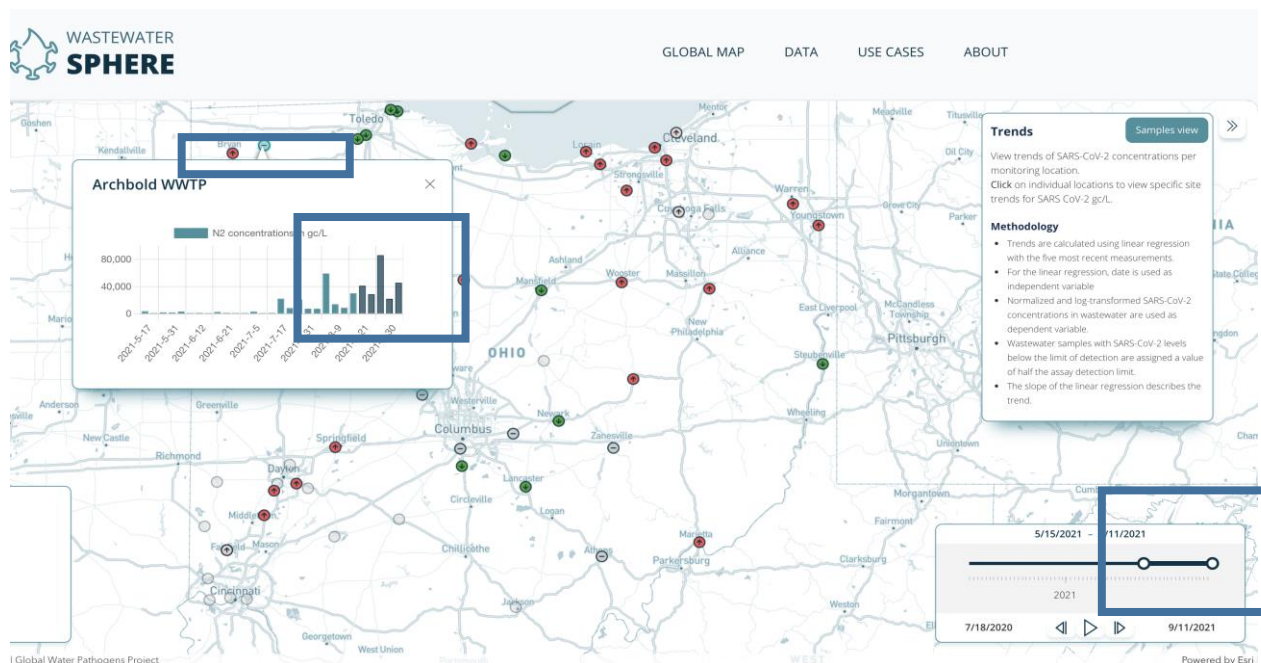 WASTEWATER
SPHERE
GLOBAL MAP
DATA
USE CASES
ABOUT
Goshen
Kendallville
Bryan
Toledo
Lorain
Cleveland
Mentor
Strongsville
Cuyahoga Falls
Warren
Youngstown
Meadville
Titusville
Oil City
Grove City
Parker
Archbold WWTP
N2 concentrations in gc/L
80,000
40,000
0
2021-5-17
2021-5-31
2021-6-12
2021-6-21
2021-7-5
2021-7-17
Trends
Samples view
View trends of SARS-CoV-2 concentrations per
monitoring location.
Click on individual locations to view specific site
trends for SARS CoV-2 gc/L.
Methodology
• Trends are calculated using linear regression
with the five most recent measurements.
• For the linear regression, date is used as
independent variable
• Normalized and log-transformed SARS-CoV-2
concentrations in wastewater are used as
dependent variable.
• Wastewater samples with SARS-CoV-2 levels
below the limit of detection are assigned a value
of half the assay detection limit.
• The slope of the linear regression describes the
trend.
Alliance
Ashland
Mansfield
Wooster
Massillon
New
Philadelphia
East Liverpool
McCandless
Township
Pittsburgh
Steubenville
Wheeling
OHIO
Anderson
New Castle
Greenville
Richmond
Springfield
Dayton
Westerville
Columbus
Newark
Zanesville
Lancaster
Circleville
Logan
Uniontown
Morgantown
Fairmont
Clarksburg
Weston
Fairfield
Mason
Cincinnati
Chillicothe
Athens
Jackson
Marietta
Parkersburg
Georgetown
West Union
Portsmouth
WEST
5/15/2021 –
/11/2021
2021
7/18/2020
9/11/2021
Global Water Pathogens Project
Powered by Esri